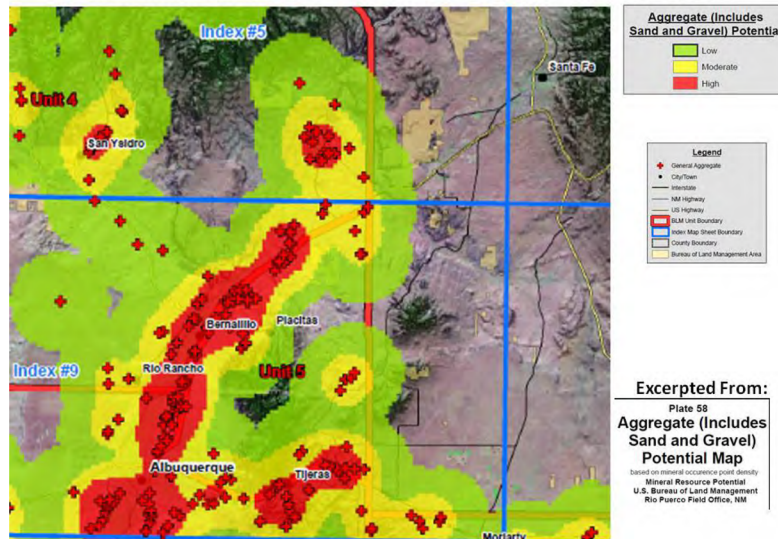 Index #5
Unit 4
San Ysidro
Santa Fe
Bernalillo
Placitas
Index #9
Rio Rancho
Unit 5
Albuquerque
Tijeras
Moriarty
Aggregate (Includes
Sand and Gravel) Potential
Low
Moderate
High
Legend
General Aggregate
City/Town
Interstate
NM Highway
US Highway
BLM Unit Boundary
Index Map Sheet Boundary
County Boundary
Bureau of Land Management Area
Excerpted From:
Plate 58
Aggregate (Includes
Sand and Gravel)
Potential Map
based on mineral occurence point density
Mineral Resource Potential
U.S. Bureau of Land Management
Rio Puerco Field Office, NM